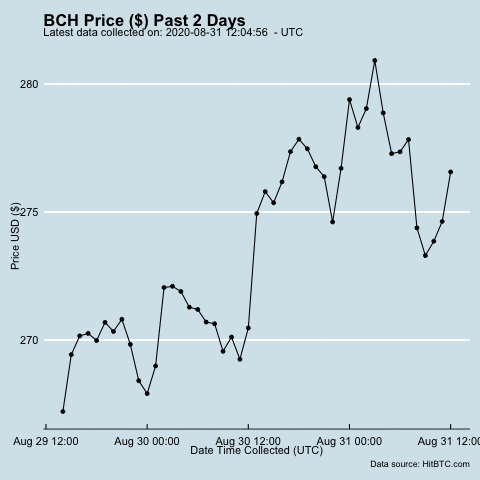 BCH Price ($) Past 2 Days
Latest data collected on: 2020-08-31 12:04:56 - UTC
280
275
270
Price USD ($)
Aug 29 12:00 Aug 30 00:00 Aug 30 12:00 Aug 31 00:00 Aug 31 12:00
Date Time Collected (UTC)
Data source: HitBTC.com